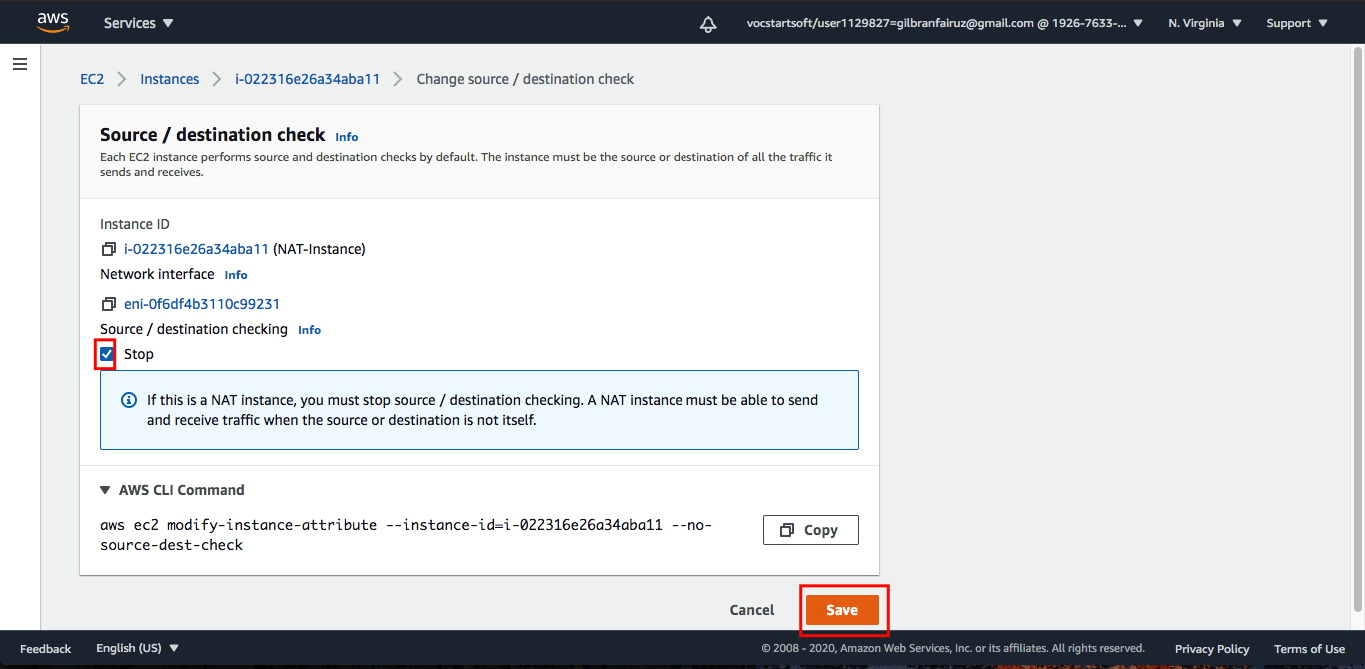 aws
Services
vocstartsoft/user1129827=gilbranfairuz@gmail.com @ 1926-7633-...
N. Virginia
Support
EC2
Instances
i-022316e26a34aba11
Change source / destination check
Source / destination check Info
Each EC2 instance performs source and destination checks by default. The instance must be the source or destination of all the traffic it
sends and receives.
Instance ID
i-022316e26a34aba11 (NAT-Instance)
Network interface Info
eni-0f6df4b3110c99231
Source / destination checking Info
Stop
If this is a NAT instance, you must stop source / destination checking. A NAT instance must be able to send
and receive traffic when the source or destination is not itself.
AWS CLI Command
aws ec2 modify-instance-attribute --instance-id=i-022316e26a34aba11 --no-
source-dest-check
Copy
Cancel
Save
Feedback
English (US)
© 2008 - 2020, Amazon Web Services, Inc. or its affiliates. All rights reserved.
Privacy Policy
Terms of Use